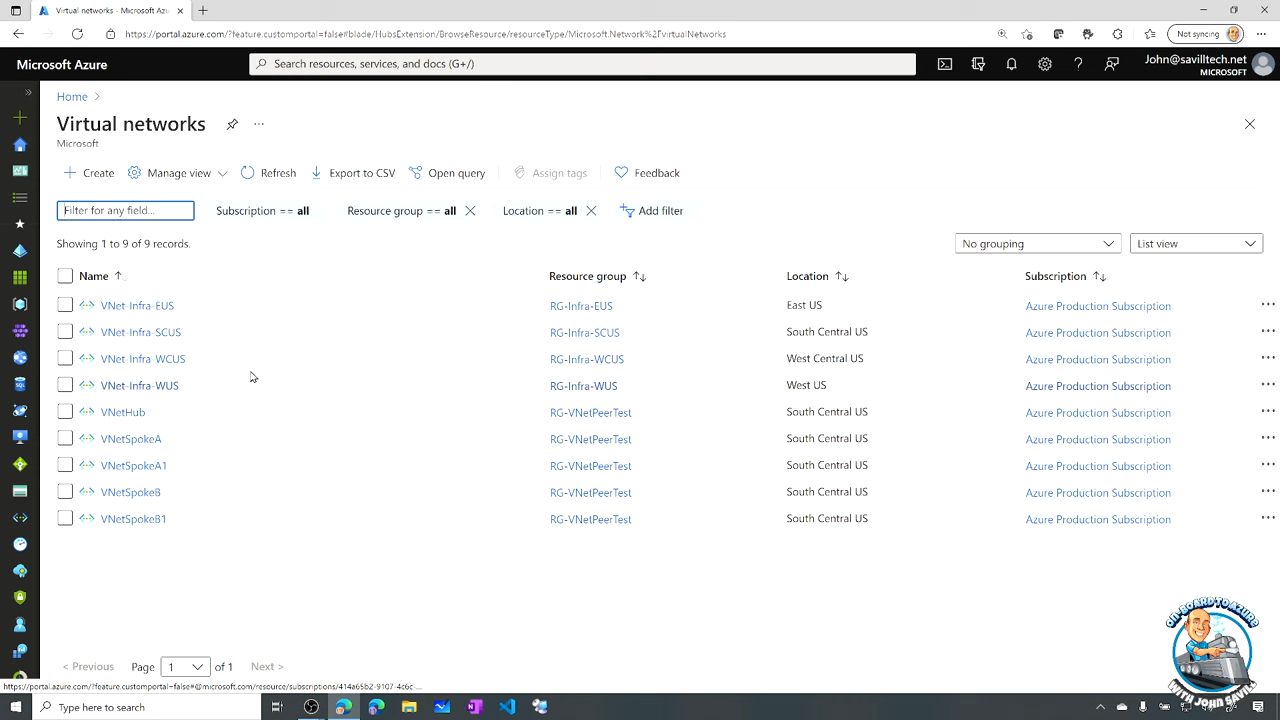 Virtual networks - Microsoft Azu
https://portal.azure.com/?feature.customportal=false#blade/HubsExtension/BrowseResource/resourceType/Microsoft.Network%2FvirtualNetworks
Not syncing
Microsoft Azure
Search resources, services, and docs (G+/)
John@savilltech.net
MICROSOFT
Home
Virtual networks
Microsoft
Create Manage view Refresh Export to CSV Open query Assign tags Feedback
Filter for any field... Subscription == all Resource group == all Location == all Add filter
Showing 1 to 9 of 9 records. No grouping List view
Name Resource group Location Subscription
VNet-Infra-EUS RG-Infra-EUS East US Azure Production Subscription
VNet-Infra-SCUS RG-Infra-SCUS South Central US Azure Production Subscription
VNet-Infra-WCUS RG-Infra-WCUS West Central US Azure Production Subscription
VNet-Infra-WUS RG-Infra-WUS West US Azure Production Subscription
VNetHub RG-VNetPeerTest South Central US Azure Production Subscription
VNetSpokeA RG-VNetPeerTest South Central US Azure Production Subscription
VNetSpokeA1 RG-VNetPeerTest South Central US Azure Production Subscription
VNetSpokeB RG-VNetPeerTest South Central US Azure Production Subscription
VNetSpokeB1 RG-VNetPeerTest South Central US Azure Production Subscription
ON-BOARD TO AZURE
WITH JOHN SAVILL
< Previous Page 1 of 1 Next >
https://portal.azure.com/?feature.customportal=false#@microsoft.com/resource/subscriptions/414a65b2-9107-4c6c-...
Type here to search